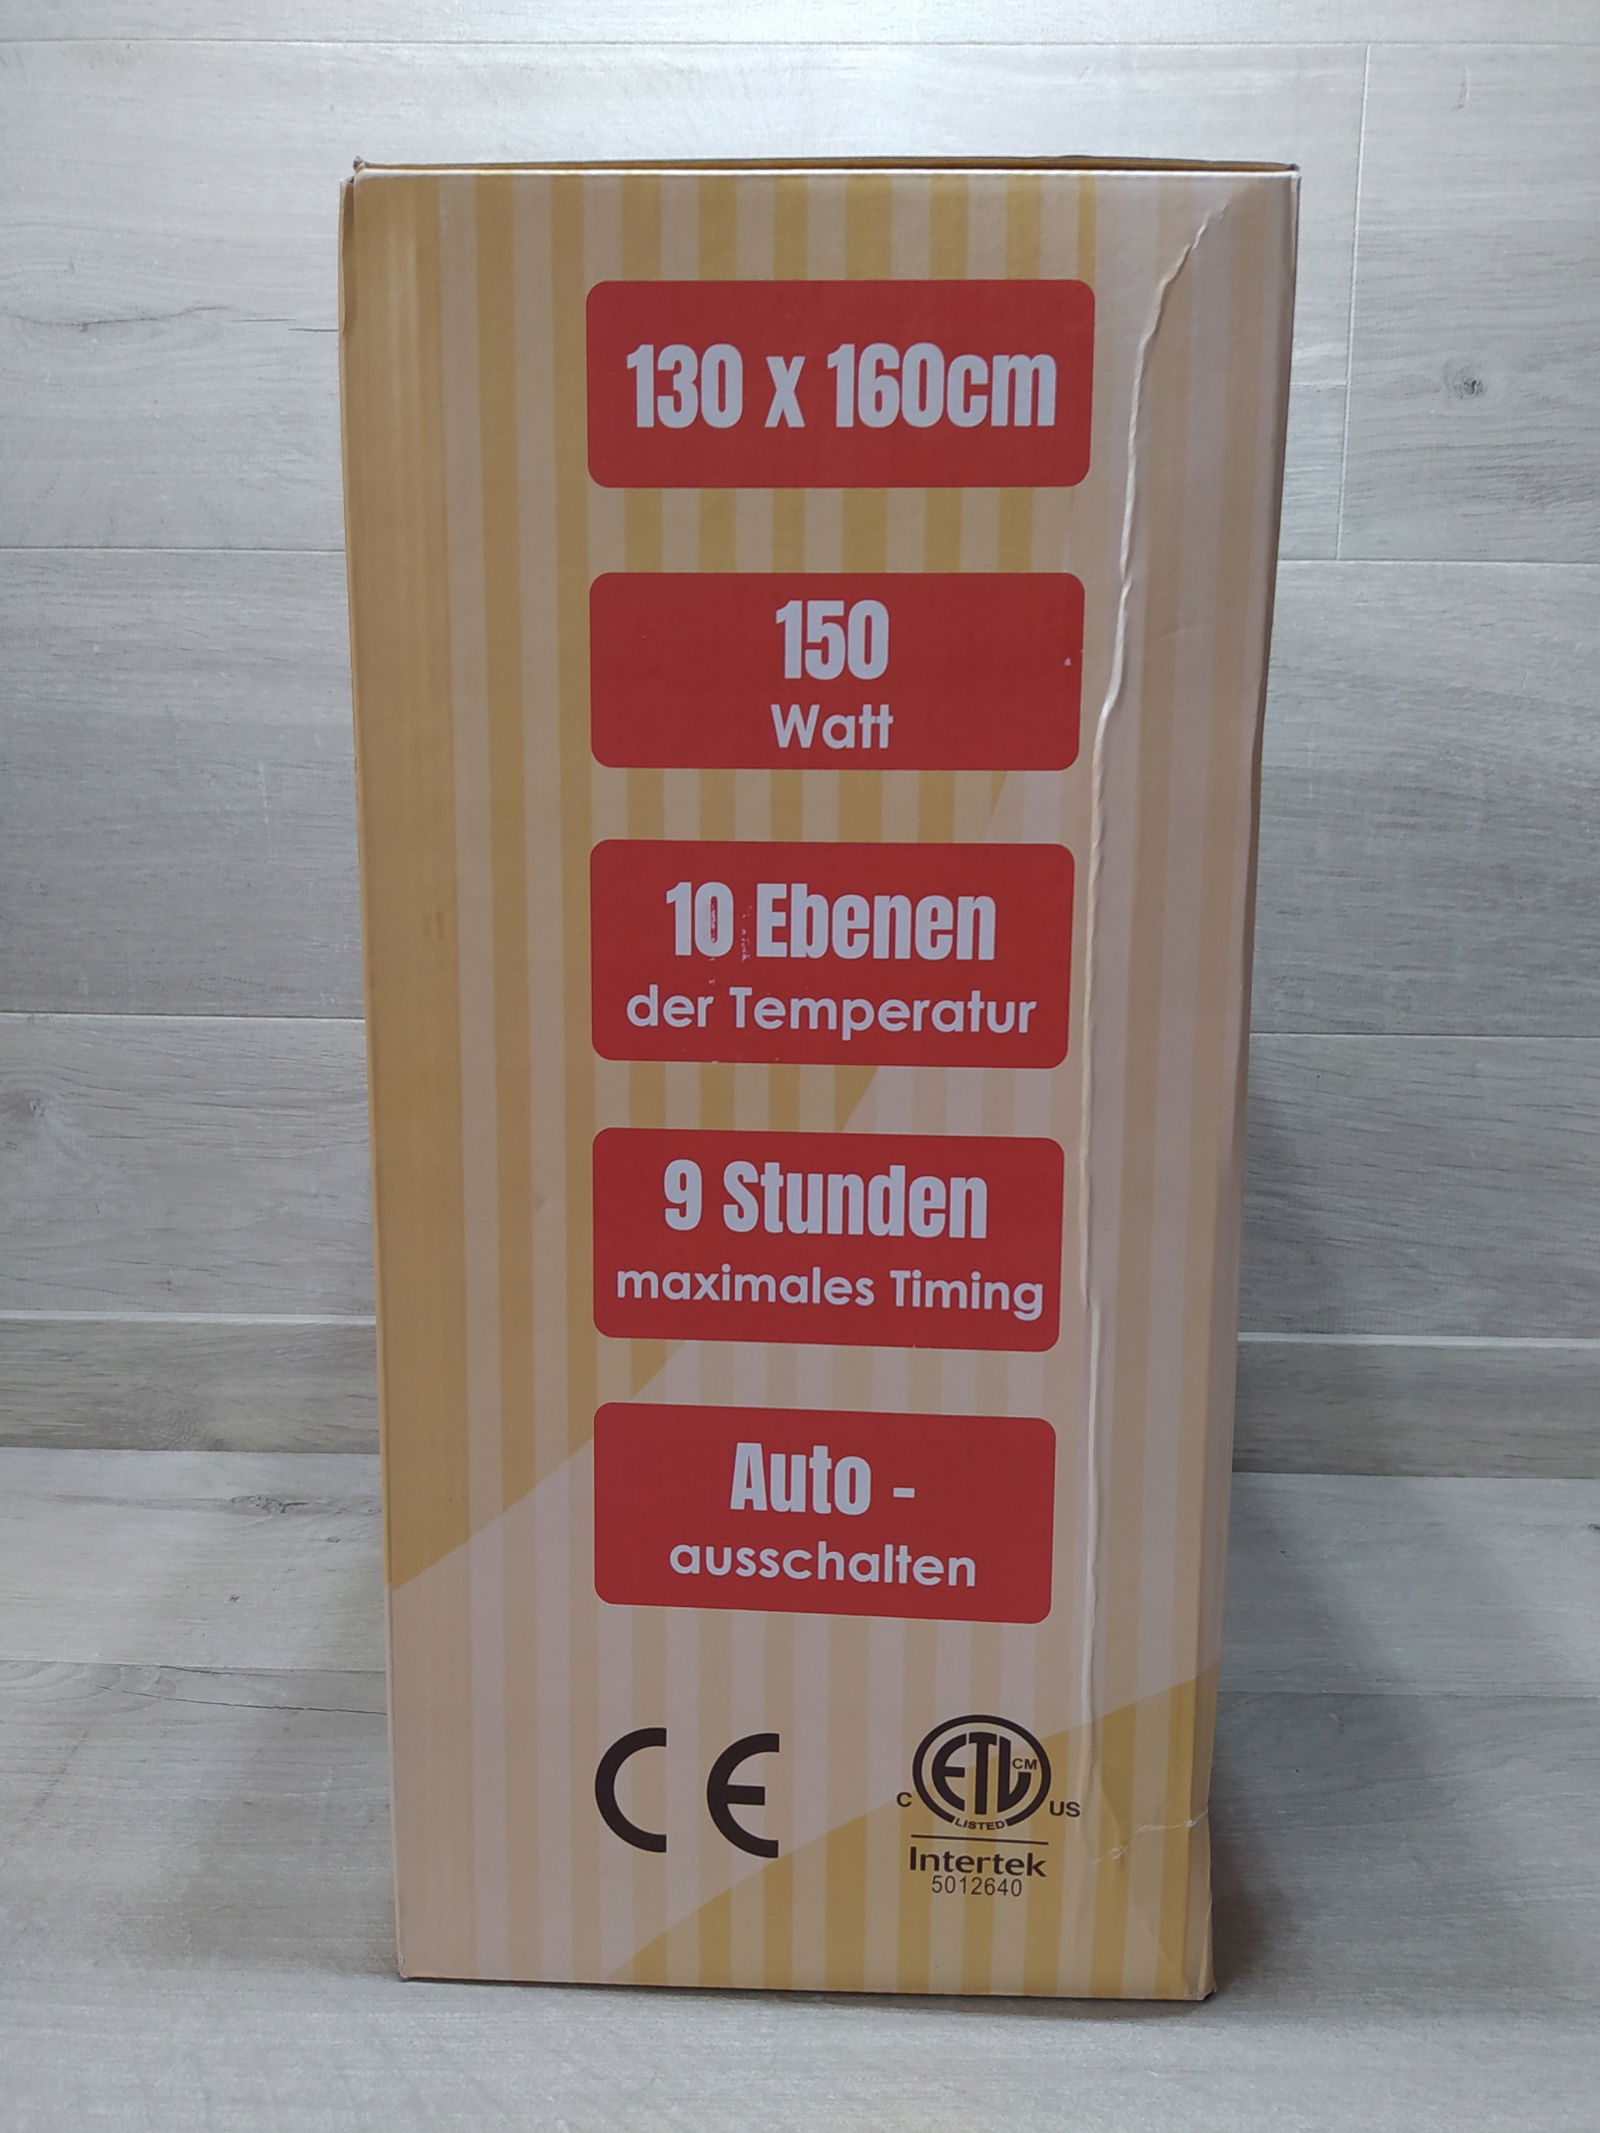 130 x 160cm
150
Watt
10 Ebenen
der Temperatur
9 Stunden
maximales Timing
Auto -
ausschalten
CE
ETL CM
C US
LISTED
Intertek
5012640